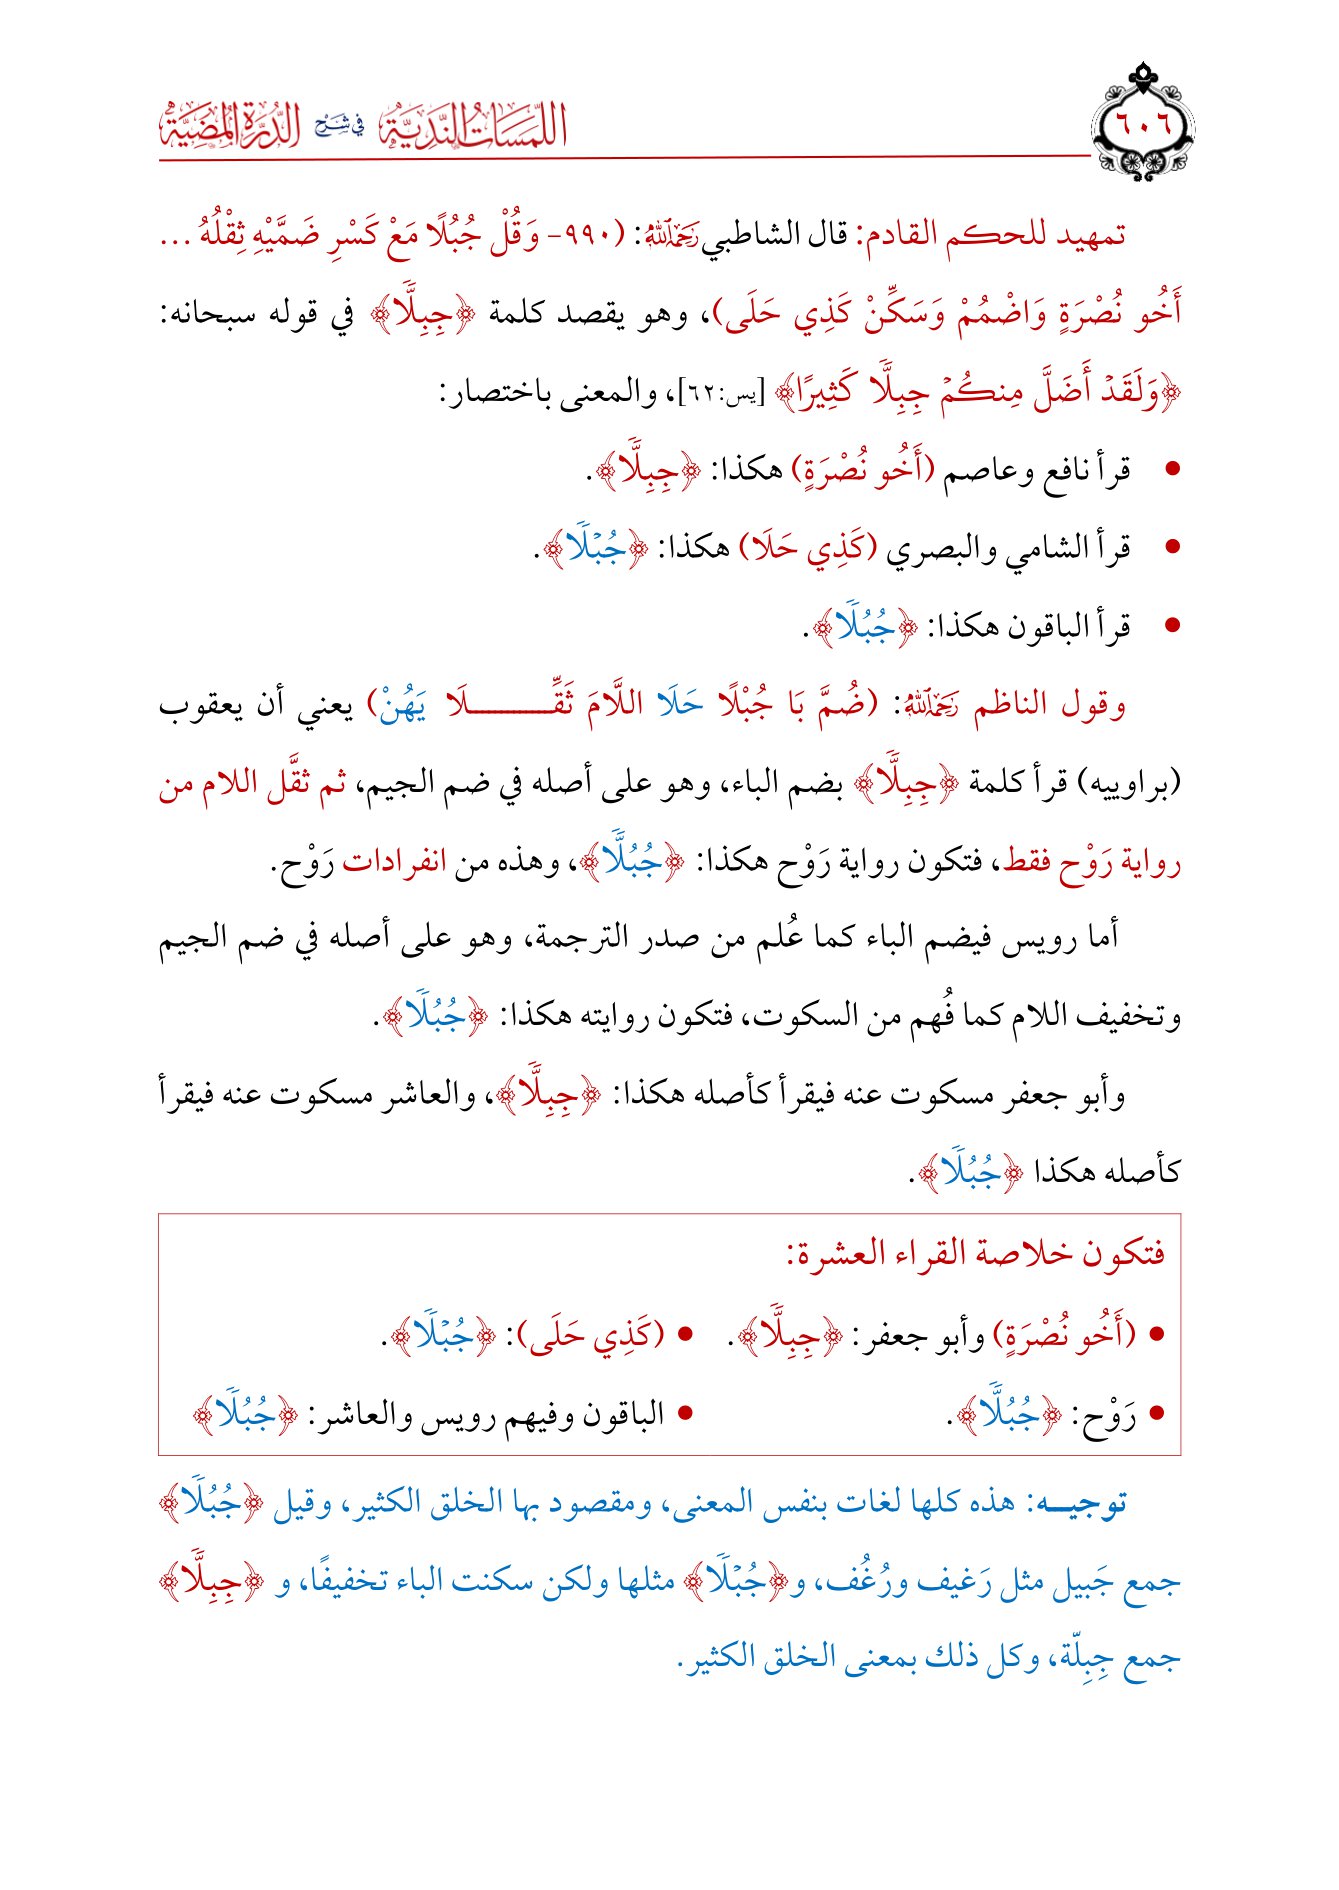 ٦٠٦
اللمسات الندية في شرح الدرة المضية
تمهيد للحكم القادم: قال الشاطبي رَحِمَهُ ٱللَّهُ: (٩٩٠- وَقُلْ جُبُلًا مَعْ كَسْرِ ضَمَّيْهِ ثِقْلُهُ ...
أَخُو نُصْرَةٍ وَاضْمُمْ وَسَكِّنْ كَذِي حَلَى)، وهو يقصد كلمة ﴿جِبِلّٗا﴾ في قوله سبحانه:
﴿وَلَقَدۡ أَضَلَّ مِنكُمۡ جِبِلّٗا كَثِيرًا﴾ [يس:٦٢]، والمعنى باختصار:
• قرأ نافع وعاصم (أَخُو نُصْرَةٍ) هكذا: ﴿جِبِلّٗا﴾.
• قرأ الشامي والبصري (كَذِي حَلَا) هكذا: ﴿جُبۡلٗا﴾.
• قرأ الباقون هكذا: ﴿جُبُلٗا﴾.
وقول الناظم رَحِمَهُ ٱللَّهُ: (ضُمَّ بَا جُبْلًا حَلَا اللَّامَ ثَقِّـــــلَا يَهُنْ) يعني أن يعقوب
(براوييه) قرأ كلمة ﴿جِبِلّٗا﴾ بضم الباء، وهو على أصله في ضم الجيم، ثم ثقَّل اللام من
رواية رَوْح فقط، فتكون رواية رَوْح هكذا: ﴿جُبُلّٗا﴾، وهذه من انفرادات رَوْح.
أما رويس فيضم الباء كما عُلم من صدر الترجمة، وهو على أصله في ضم الجيم
وتخفيف اللام كما فُهم من السكوت، فتكون روايته هكذا: ﴿جُبُلٗا﴾.
وأبو جعفر مسكوت عنه فيقرأ كأصله هكذا: ﴿جِبِلّٗا﴾، والعاشر مسكوت عنه فيقرأ
كأصله هكذا ﴿جُبُلٗا﴾.
فتكون خلاصة القراء العشرة:
• (أَخُو نُصْرَةٍ) وأبو جعفر: ﴿جِبِلّٗا﴾. • (كَذِي حَلَى): ﴿جُبۡلٗا﴾.
• رَوْح: ﴿جُبُلّٗا﴾. • الباقون وفيهم رويس والعاشر: ﴿جُبُلٗا﴾
توجيـــه: هذه كلها لغات بنفس المعنى، ومقصود بها الخلق الكثير، وقيل ﴿جُبُلٗا﴾
جمع جَبيل مثل رَغيف ورُغُف، و﴿جُبۡلٗا﴾ مثلها ولكن سكنت الباء تخفيفًا، و ﴿جِبِلّٗا﴾
جمع جِبِلّة، وكل ذلك بمعنى الخلق الكثير.